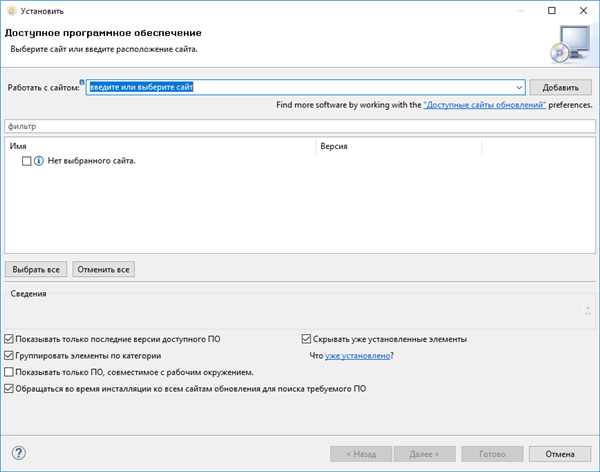 Установить
Доступное программное обеспечение
Выберите сайт или введите расположение сайта.
Работать с сайтом: введите или выберите сайт Добавить
Find more software by working with the "Доступные сайты обновлений" preferences.
фильтр
Имя Версия
Нет выбранного сайта.
Выбрать все Отменить все
Сведения
Показывать только последние версии доступного ПО Скрывать уже установленные элементы
Группировать элементы по категории Что уже установлено?
Показывать только ПО, совместимое с рабочим окружением.
Обращаться во время инсталляции ко всем сайтам обновления для поиска требуемого ПО
? < Назад Далее > Готово Отмена